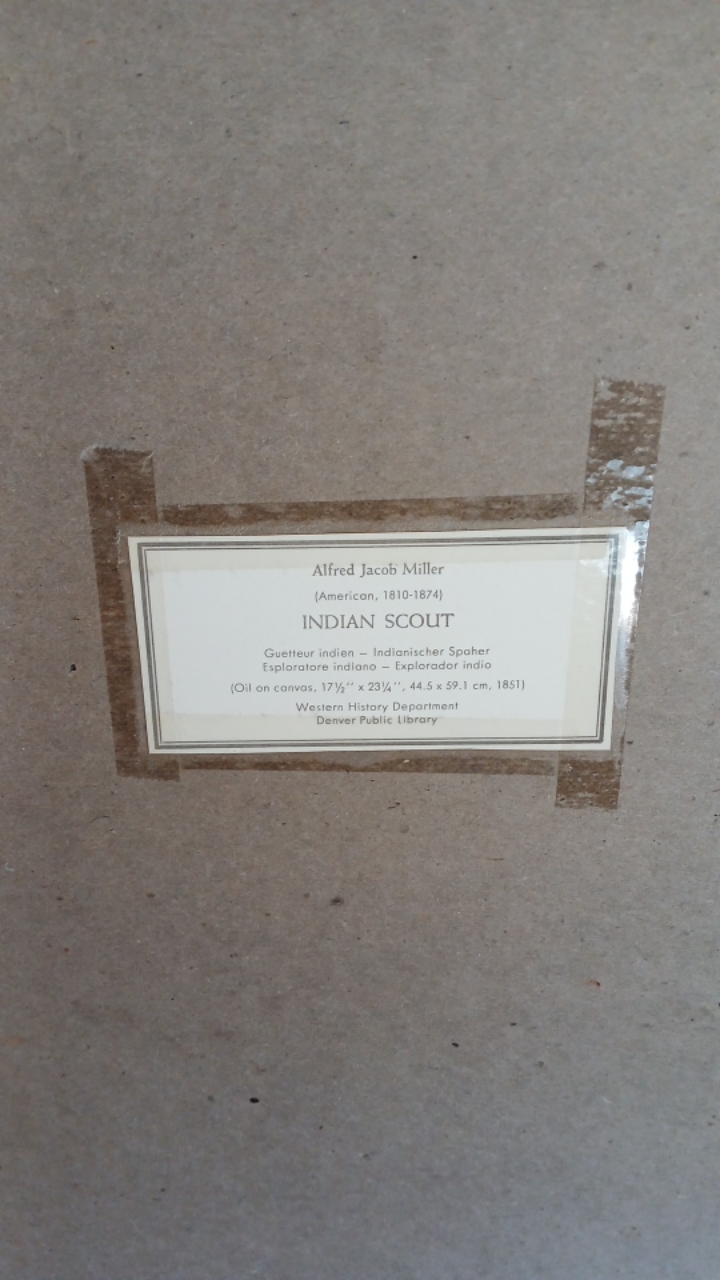 Alfred Jacob Miller
(American, 1810-1874)
INDIAN SCOUT
Guetteur indien – Indianischer Spaher
Esploratore indiano – Explorador indio
(Oil on canvas, 17½″ x 23¼″, 44.5 x 59.1 cm, 1851)
Western History Department
Denver Public Library